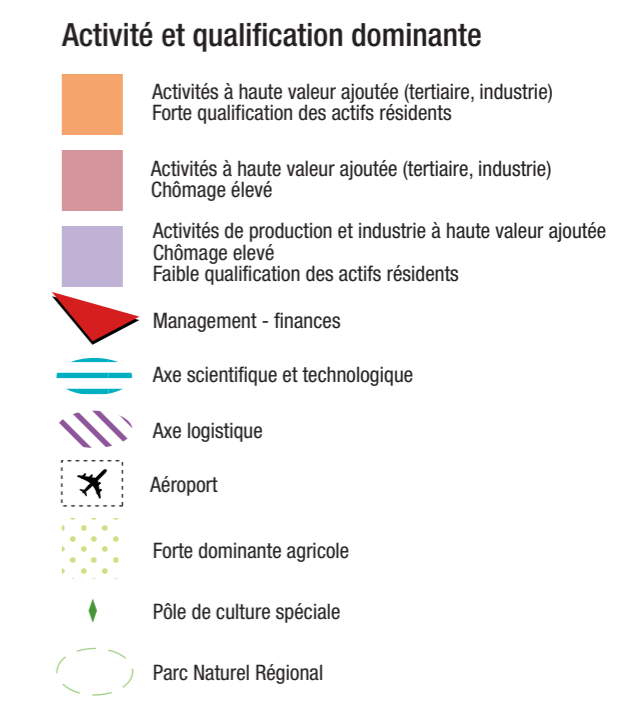 Activité et qualification dominante
Activités à haute valeur ajoutée (tertiaire, industrie)
Forte qualification des actifs résidents
Activités à haute valeur ajoutée (tertiaire, industrie)
Chômage élevé
Activités de production et industrie à haute valeur ajoutée
Chômage elevé
Faible qualification des actifs résidents
Management - finances
Axe scientifique et technologique
Axe logistique
Aéroport
Forte dominante agricole
Pôle de culture spéciale
Parc Naturel Régional